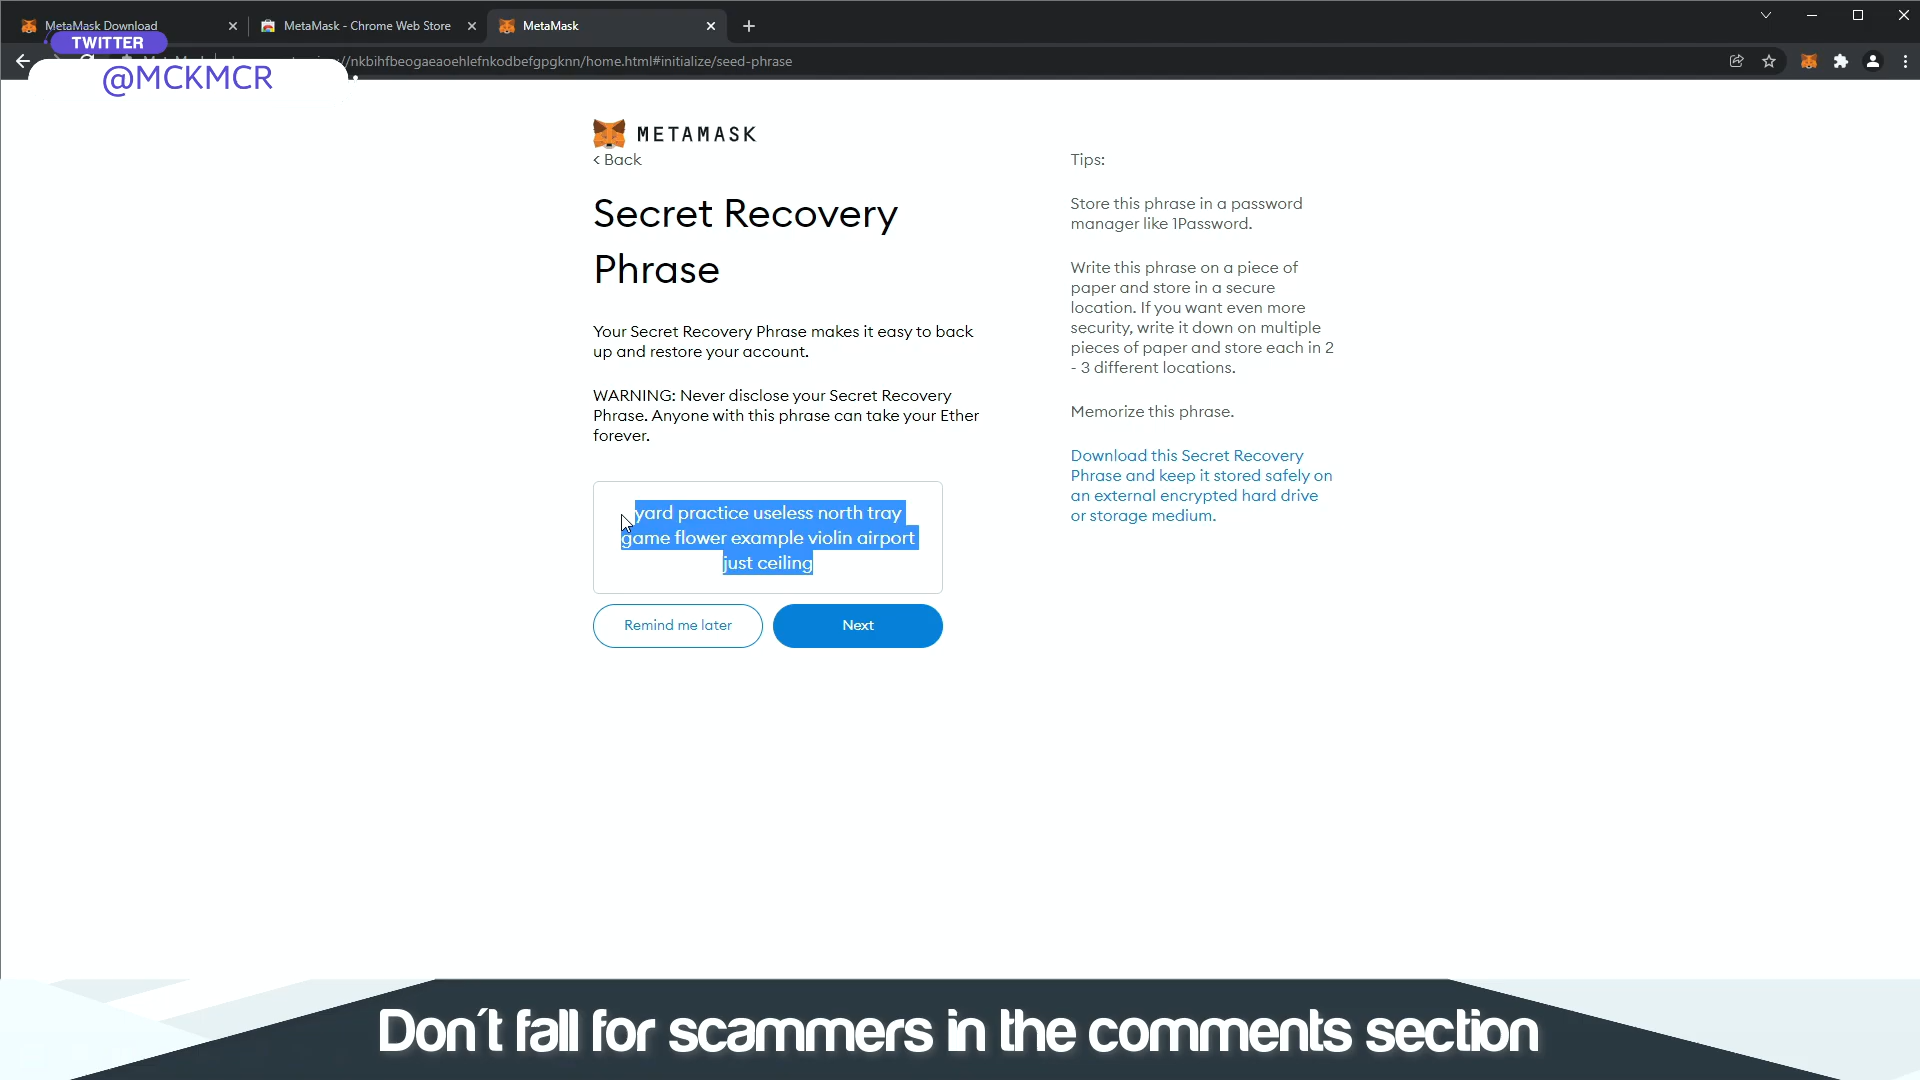 MetaMask Download
MetaMask - Chrome Web Store
MetaMask
TWITTER
@MCKMCR
//nkbihfbeogaeaoehlefnkodbefgpgknn/home.html#initialize/seed-phrase
METAMASK
< Back
Secret Recovery
Phrase
Your Secret Recovery Phrase makes it easy to back
up and restore your account.
WARNING: Never disclose your Secret Recovery
Phrase. Anyone with this phrase can take your Ether
forever.
yard practice useless north tray
game flower example violin airport
just ceiling
Remind me later
Next
Tips:
Store this phrase in a password
manager like 1Password.
Write this phrase on a piece of
paper and store in a secure
location. If you want even more
security, write it down on multiple
pieces of paper and store each in 2
- 3 different locations.
Memorize this phrase.
Download this Secret Recovery
Phrase and keep it stored safely on
an external encrypted hard drive
or storage medium.
Don´t fall for scammers in the comments section